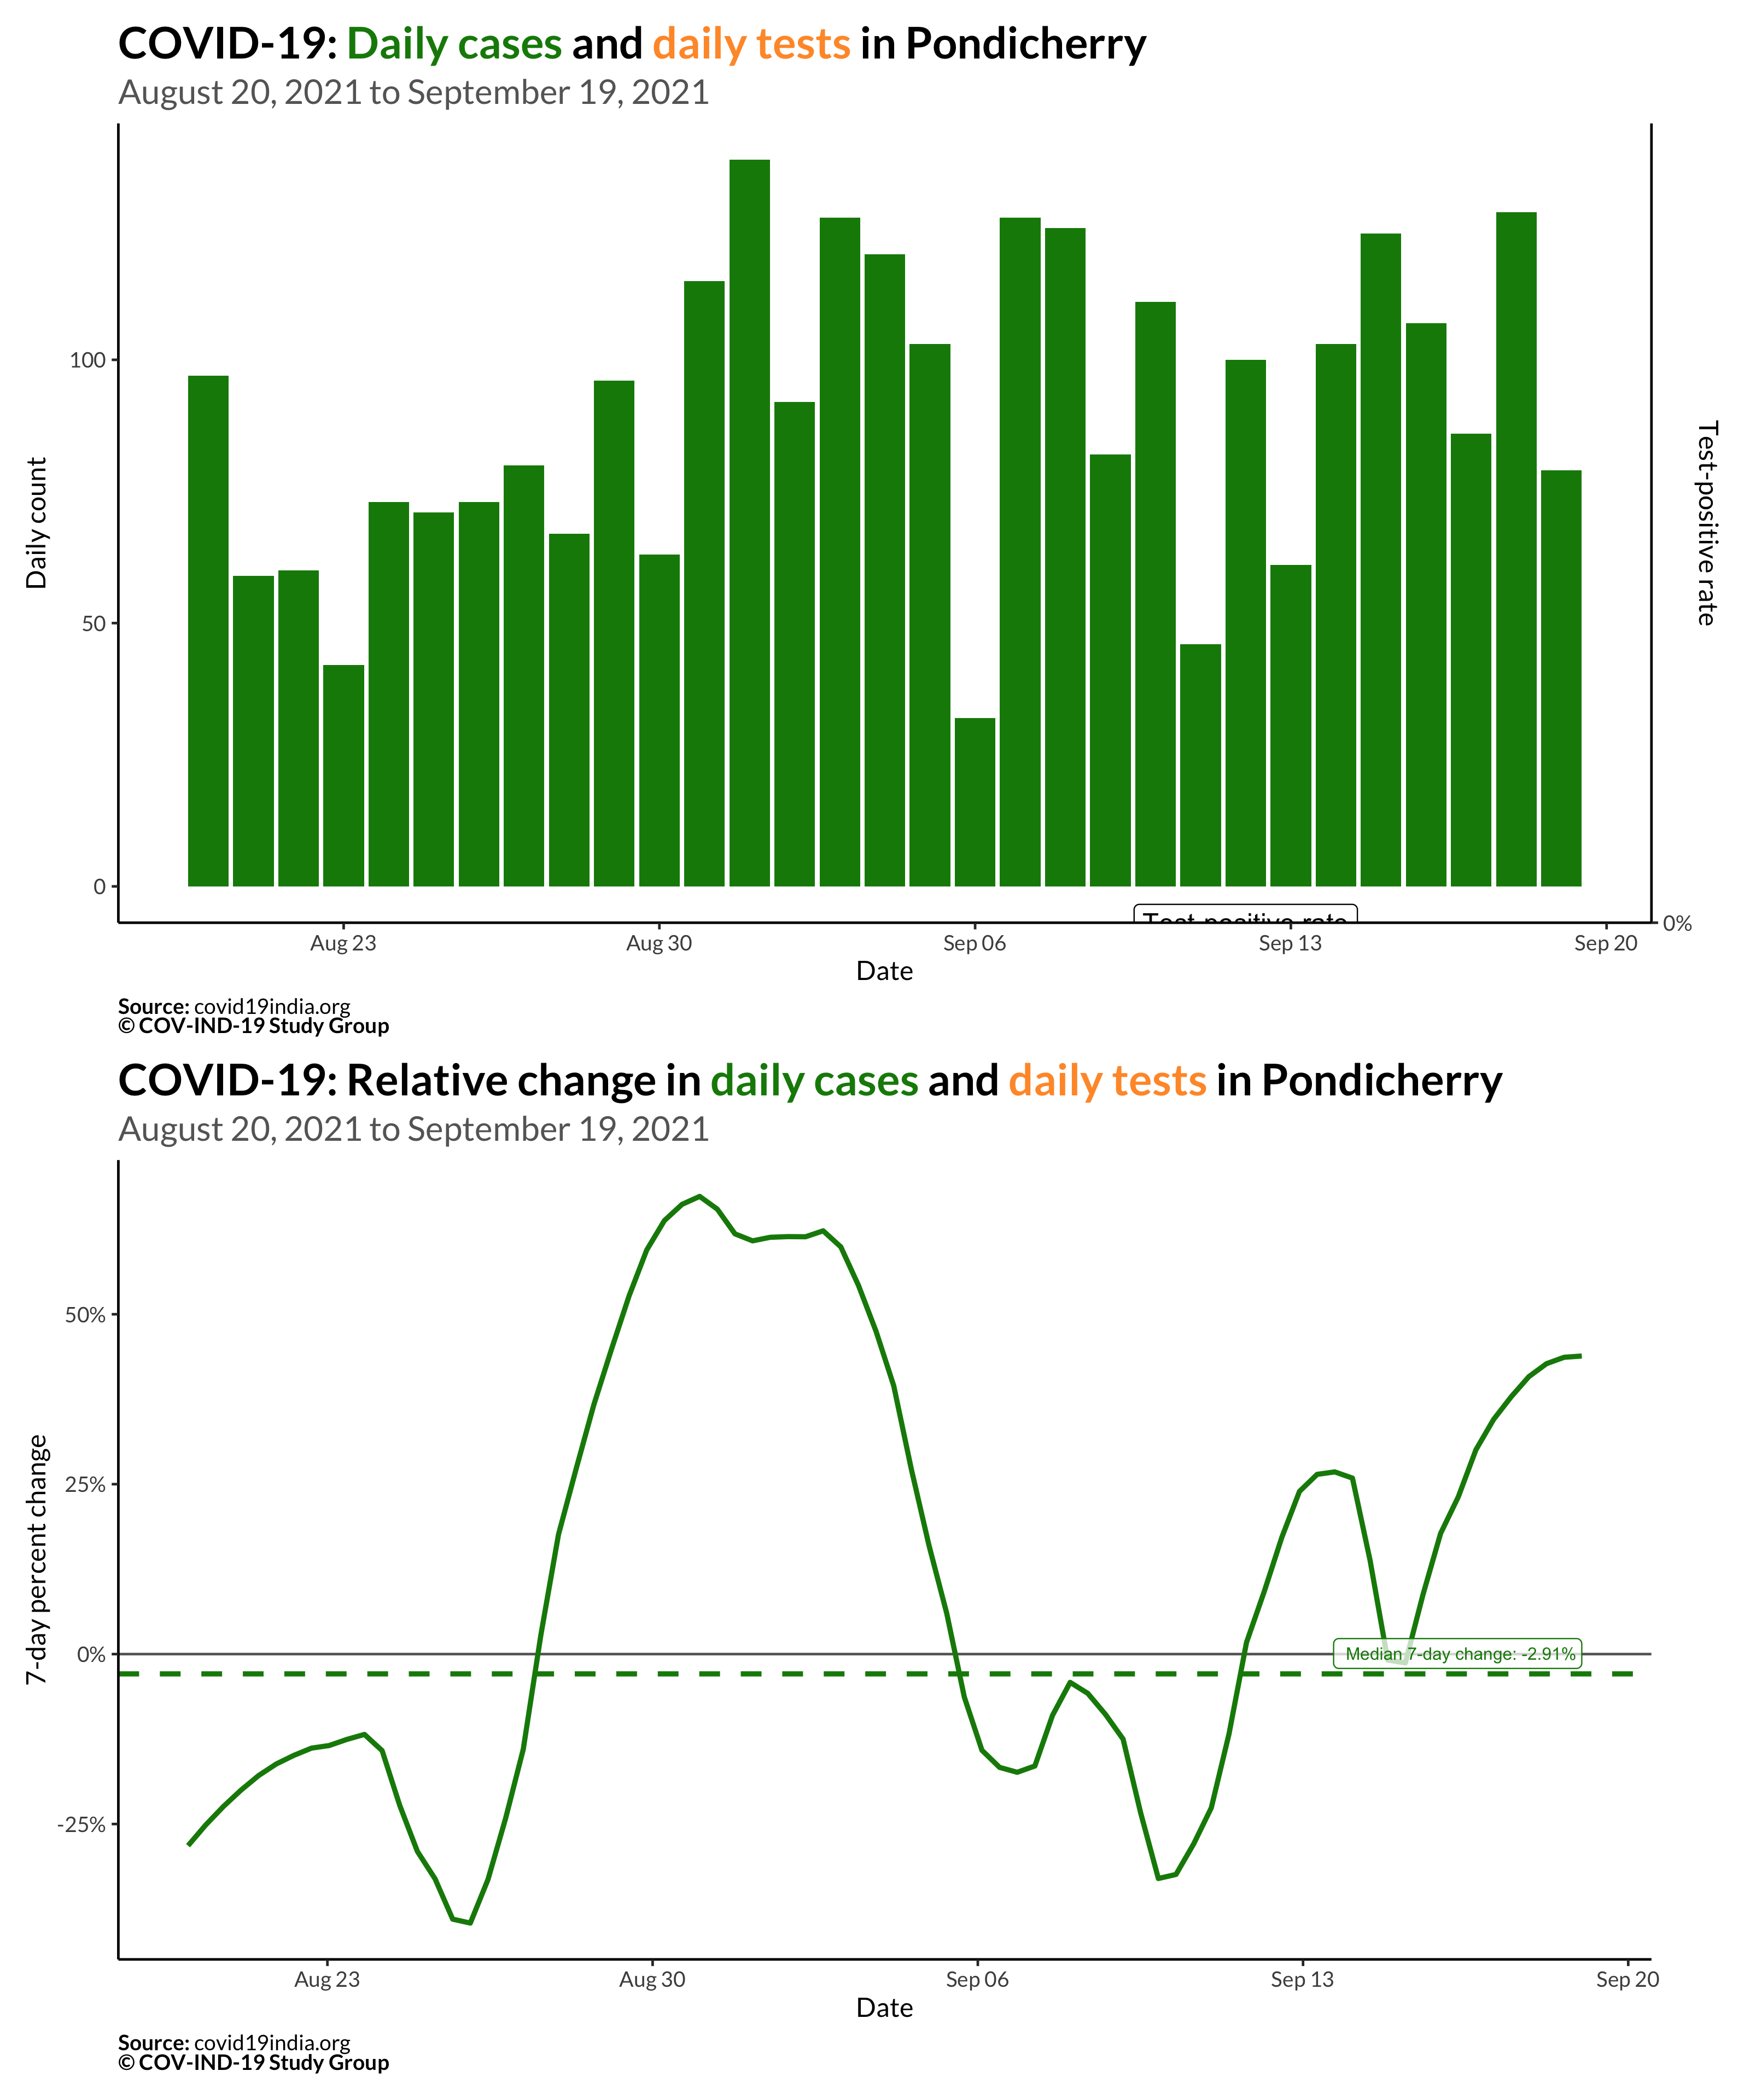 COVID-19: Daily cases and daily tests in Pondicherry
August 20, 2021 to September 19, 2021
Daily count
100
50
0
Test-positive rate
Test-positive rate
0%
Aug 23
Aug 30
Sep 06
Sep 13
Sep 20
Date
Source: covid19india.org
© COV-IND-19 Study Group
COVID-19: Relative change in daily cases and daily tests in Pondicherry
August 20, 2021 to September 19, 2021
7-day percent change
50%
25%
0%
-25%
Median 7-day change: -2.91%
Aug 23
Aug 30
Sep 06
Sep 13
Sep 20
Date
Source: covid19india.org
© COV-IND-19 Study Group